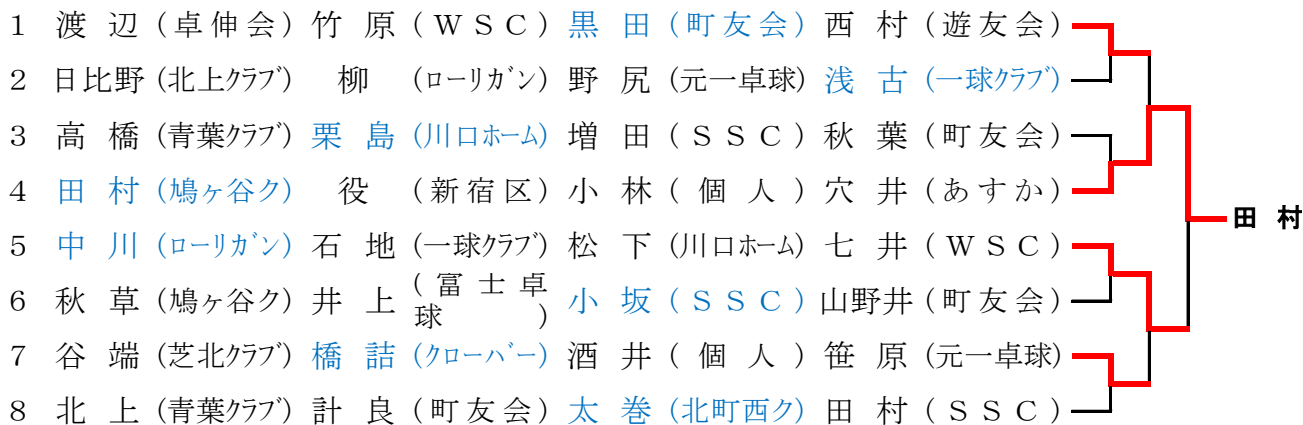 1 渡辺(卓伸会) 竹原(WSC) 黒田(町友会) 西村(遊友会)
2 日比野(北上クラブ) 柳(ローリガン) 野尻(元一卓球) 浅古(一球クラブ)
3 高橋(青葉クラブ) 栗島(川口ホーム) 増田(SSC) 秋葉(町友会)
4 田村(鳩ヶ谷ク) 役(新宿区) 小林(個人) 穴井(あすか)
田村
5 中川(ローリガン) 石地(一球クラブ) 松下(川口ホーム) 七井(WSC)
6 秋草(鳩ヶ谷ク) 井上(富士卓球) 小坂(SSC) 山野井(町友会)
7 谷端(芝北クラブ) 橋詰(クローバー) 酒井(個人) 笹原(元一卓球)
8 北上(青葉クラブ) 計良(町友会) 太巻(北町西ク) 田村(SSC)